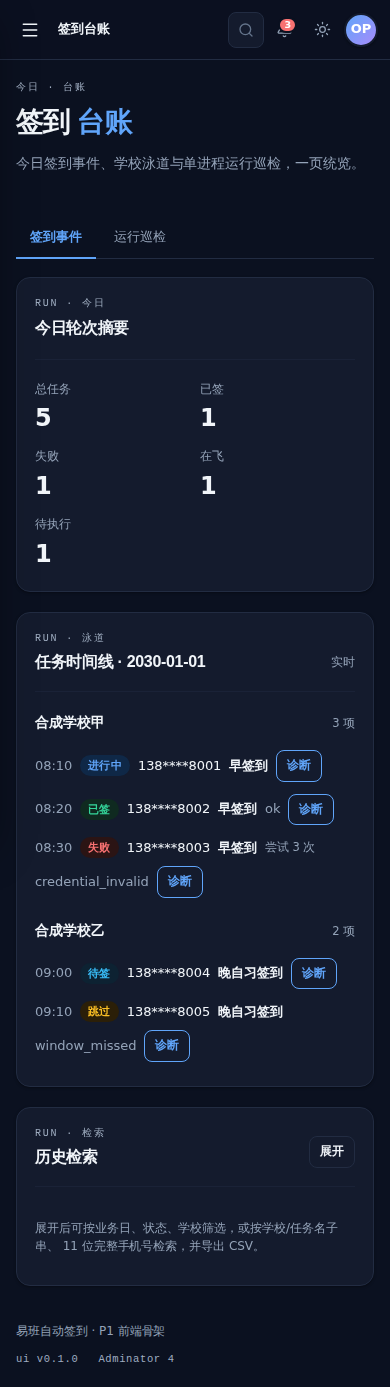 签到台账
3
OP
今日 · 台账
签到 台账
今日签到事件、学校泳道与单进程运行巡检，一页统览。
签到事件 运行巡检
RUN · 今日
今日轮次摘要
总任务 已签
5 1
失败 在飞
1 1
待执行
1
RUN · 泳道
任务时间线 · 2030-01-01 实时
合成学校甲 3 项
08:10 进行中 138****8001 早签到 诊断
08:20 已签 138****8002 早签到 ok 诊断
08:30 失败 138****8003 早签到 尝试 3 次
credential_invalid 诊断
合成学校乙 2 项
09:00 待签 138****8004 晚自习签到 诊断
09:10 跳过 138****8005 晚自习签到
window_missed 诊断
RUN · 检索
历史检索 展开
展开后可按业务日、状态、学校筛选，或按学校/任务名子
串、 11 位完整手机号检索，并导出 CSV。
易班自动签到 · P1 前端骨架
ui v0.1.0 Adminator 4